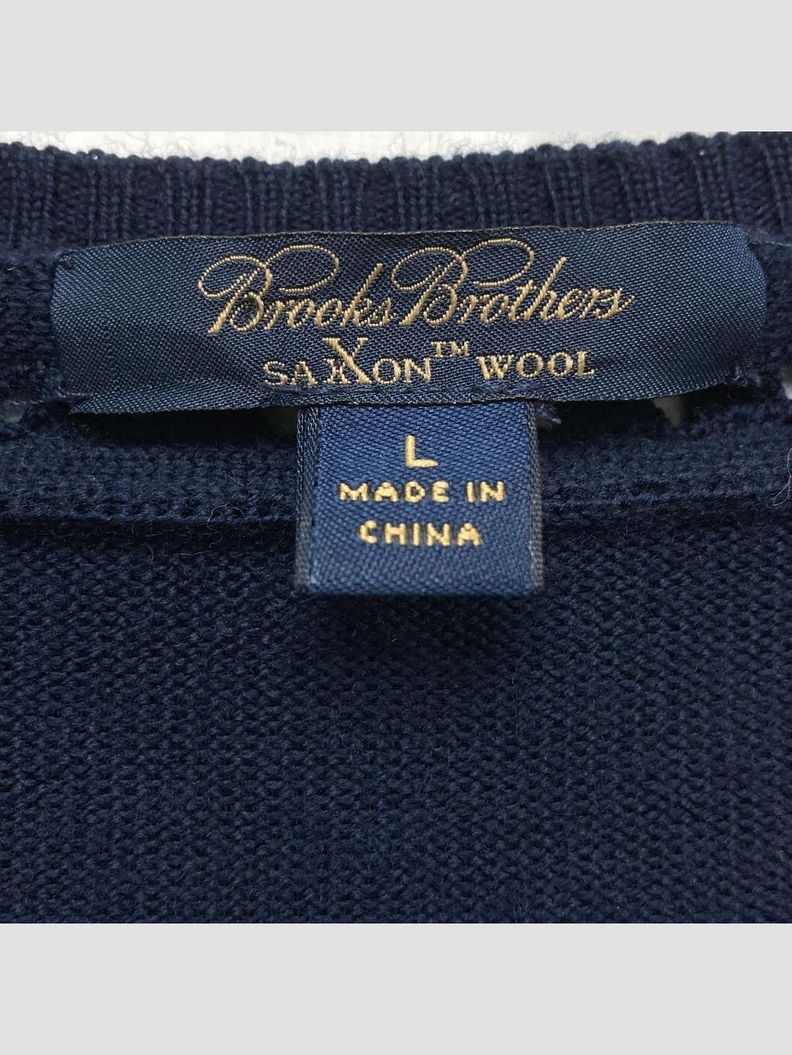 Brooks Brothers
SAXXON™ WOOL
L
MADE IN
CHINA